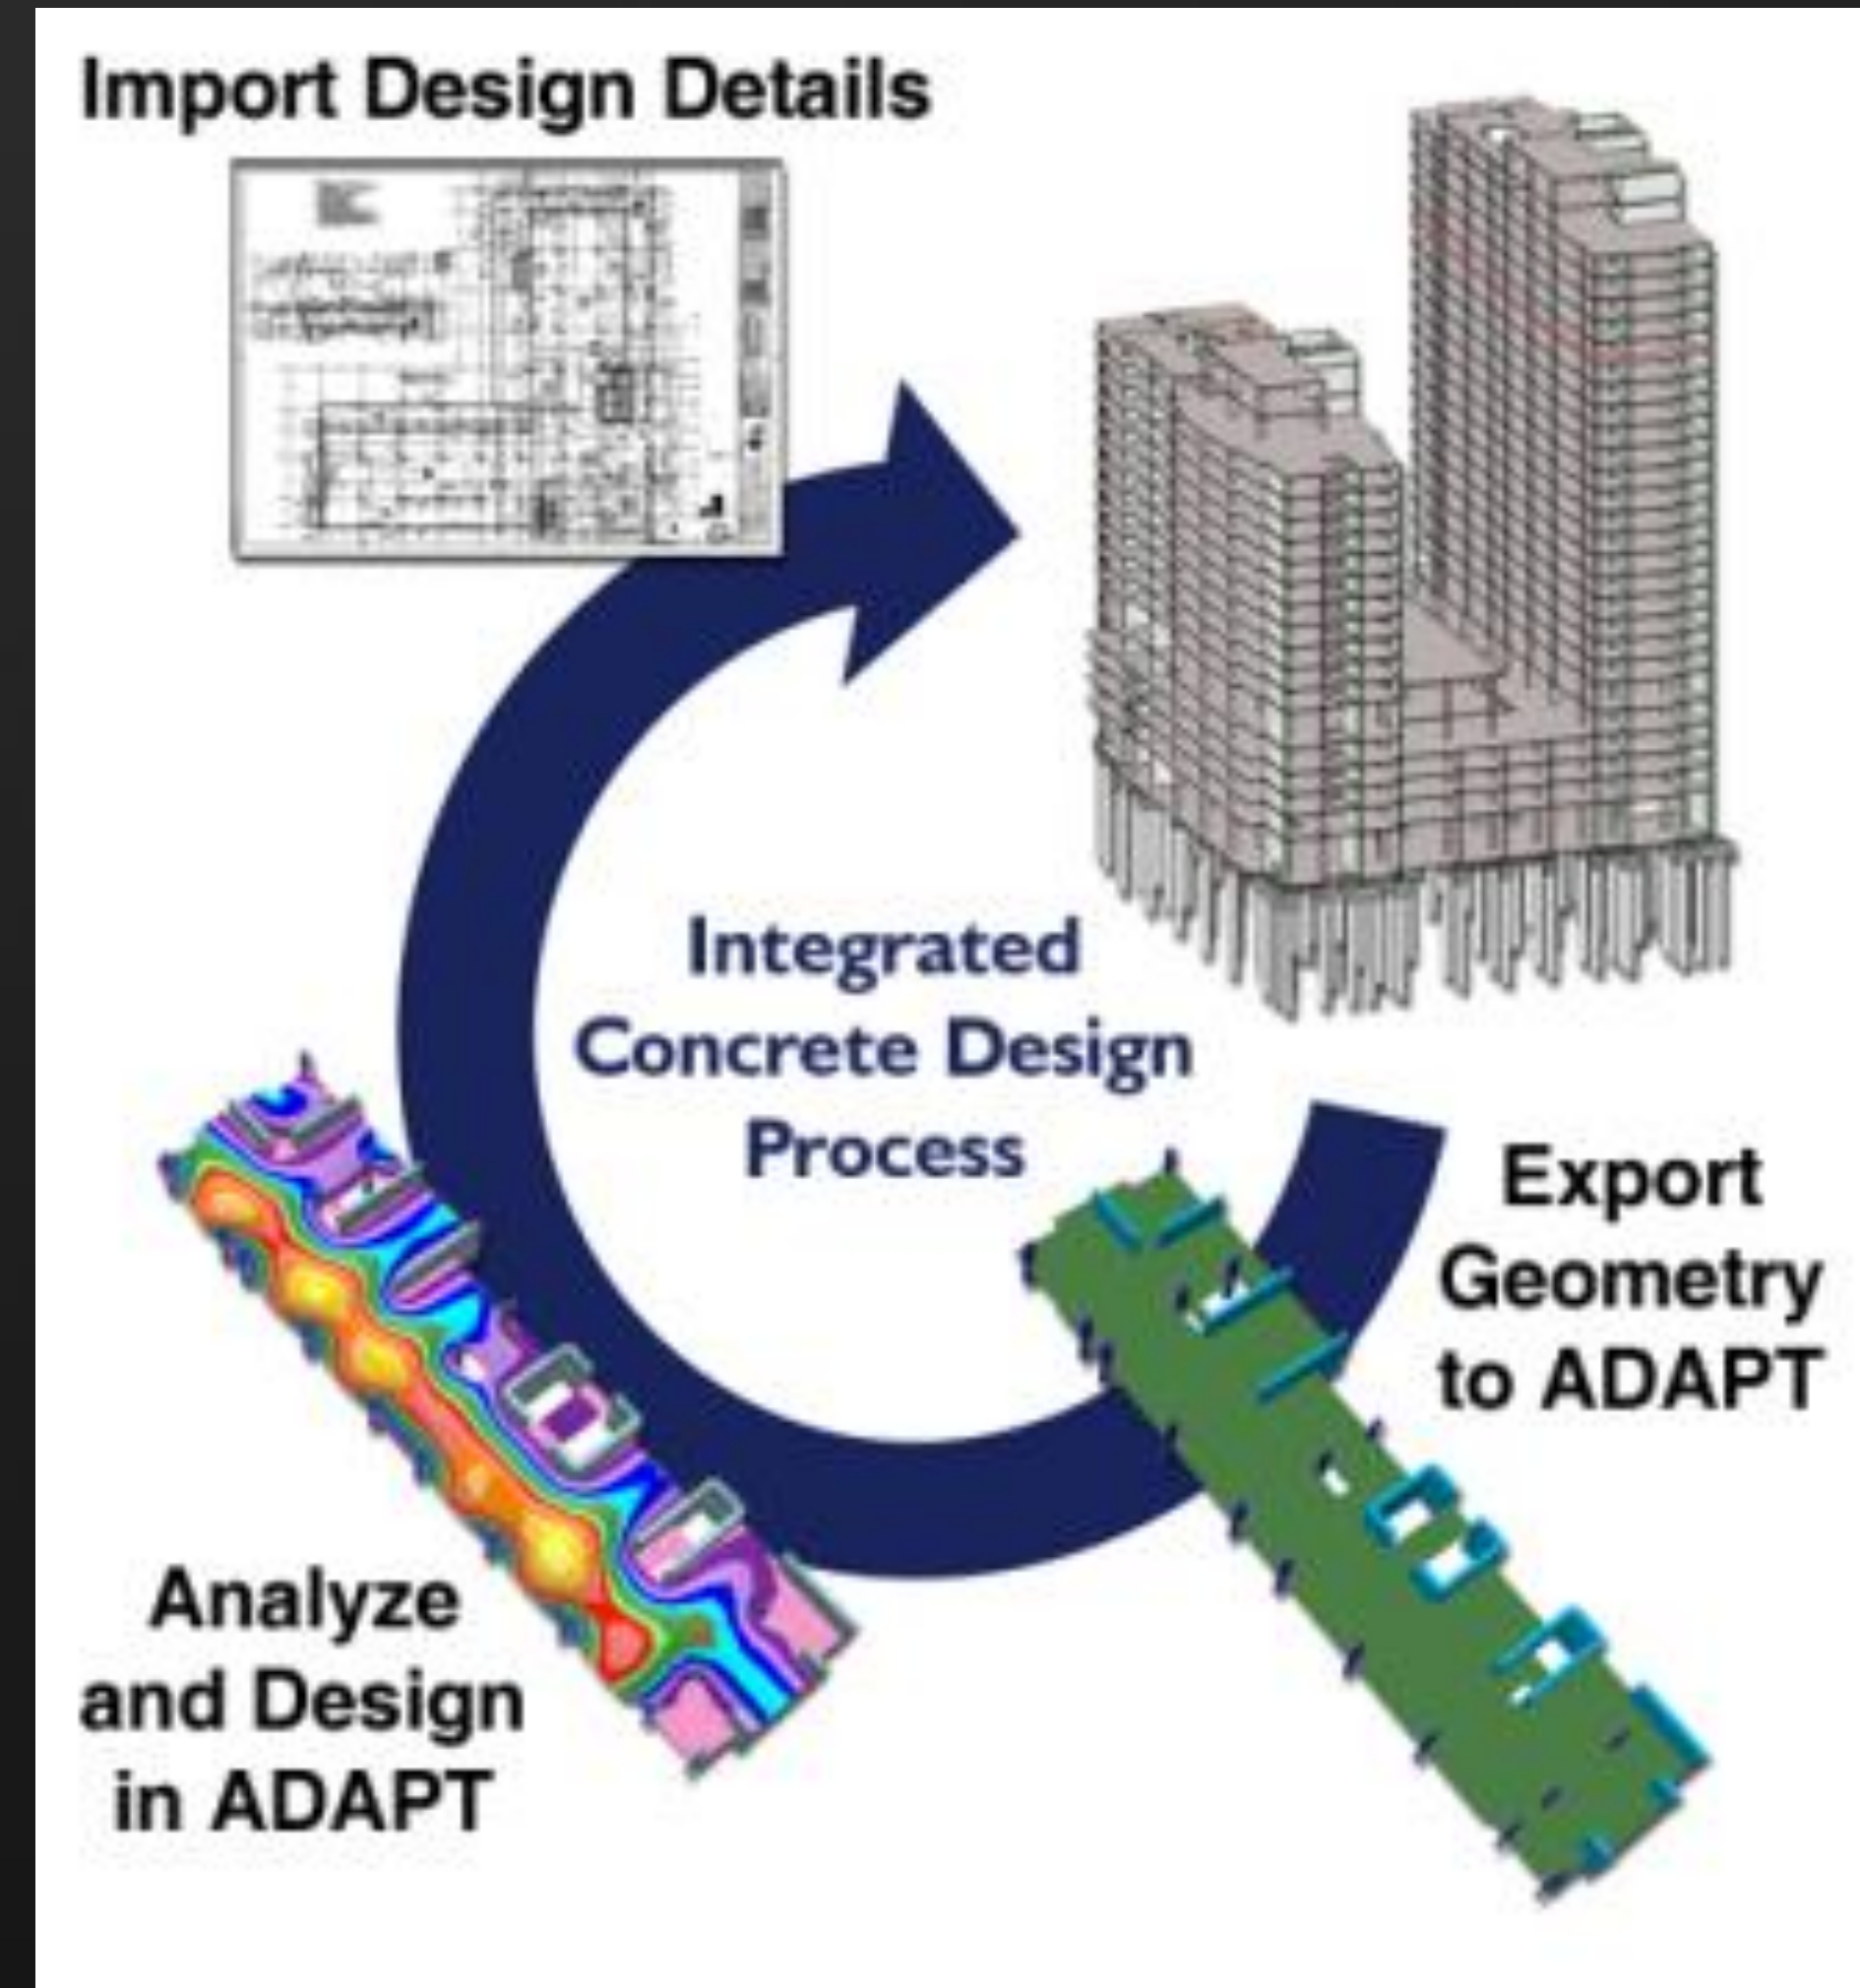 Import Design Details
Integrated
Concrete Design
Process
Export
Geometry
to ADAPT
Analyze
and Design
in ADAPT